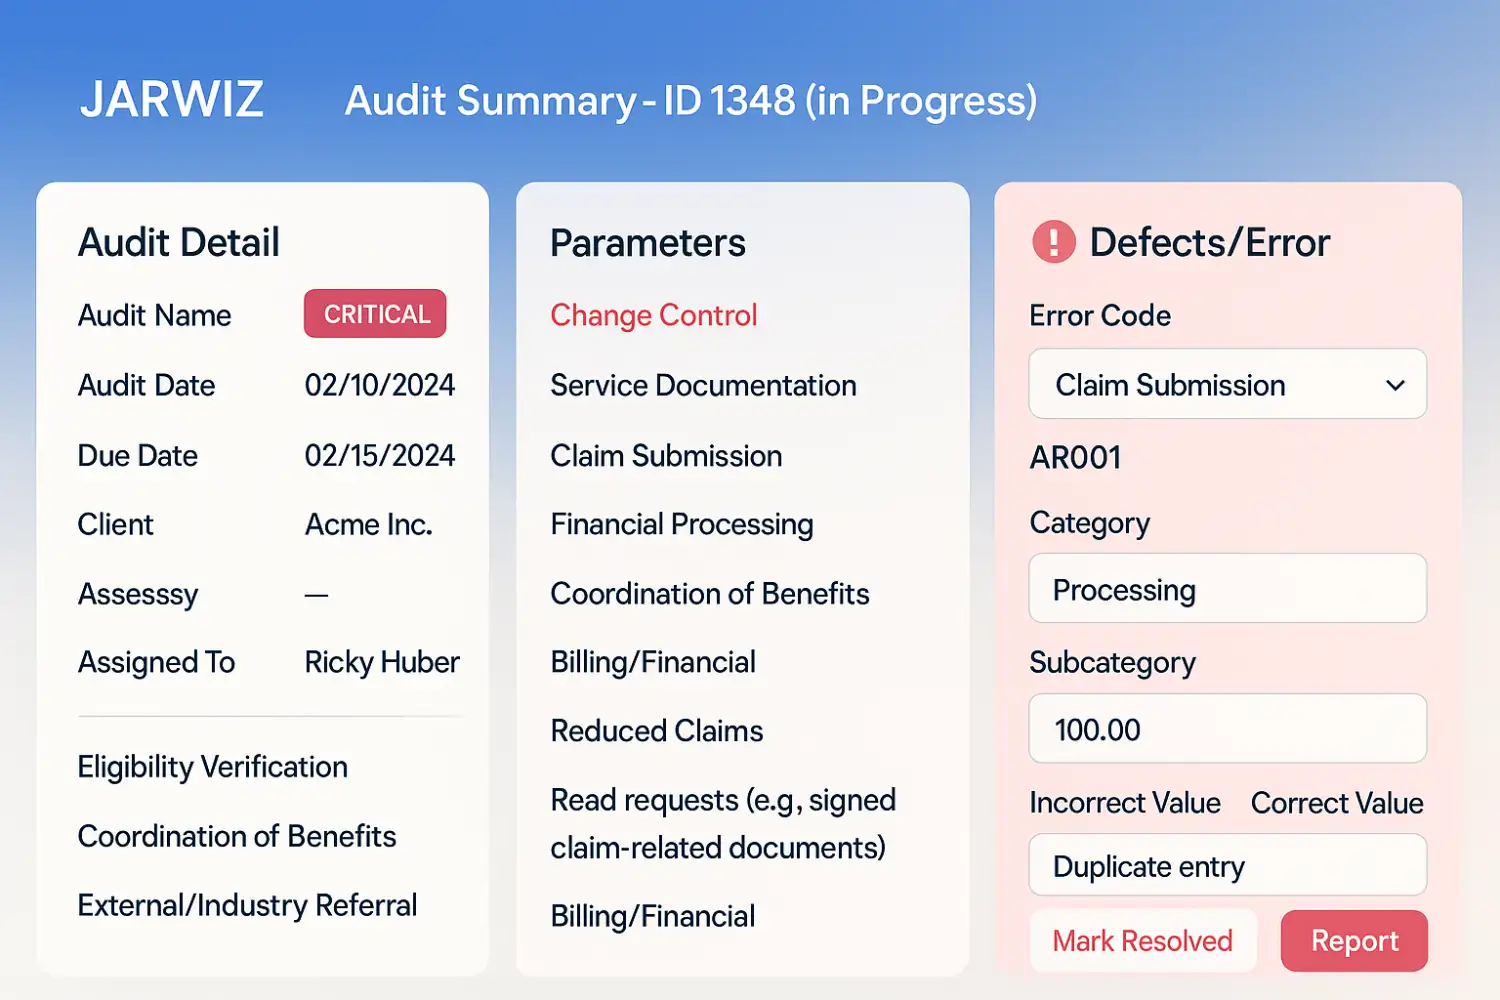 JARWIZ
Audit Summary - ID 1348 (in Progress)
Audit Detail
Audit Name CRITICAL
Audit Date 02/10/2024
Due Date 02/15/2024
Client Acme Inc.
Assesssy —
Assigned To Ricky Huber
Eligibility Verification
Coordination of Benefits
External/Industry Referral
Parameters
Change Control
Service Documentation
Claim Submission
Financial Processing
Coordination of Benefits
Billing/Financial
Reduced Claims
Read requests (e.g, signed
claim-related documents)
Billing/Financial
! Defects/Error
Error Code
Claim Submission
AR001
Category
Processing
Subcategory
100.00
Incorrect Value Correct Value
Duplicate entry
Mark Resolved Report